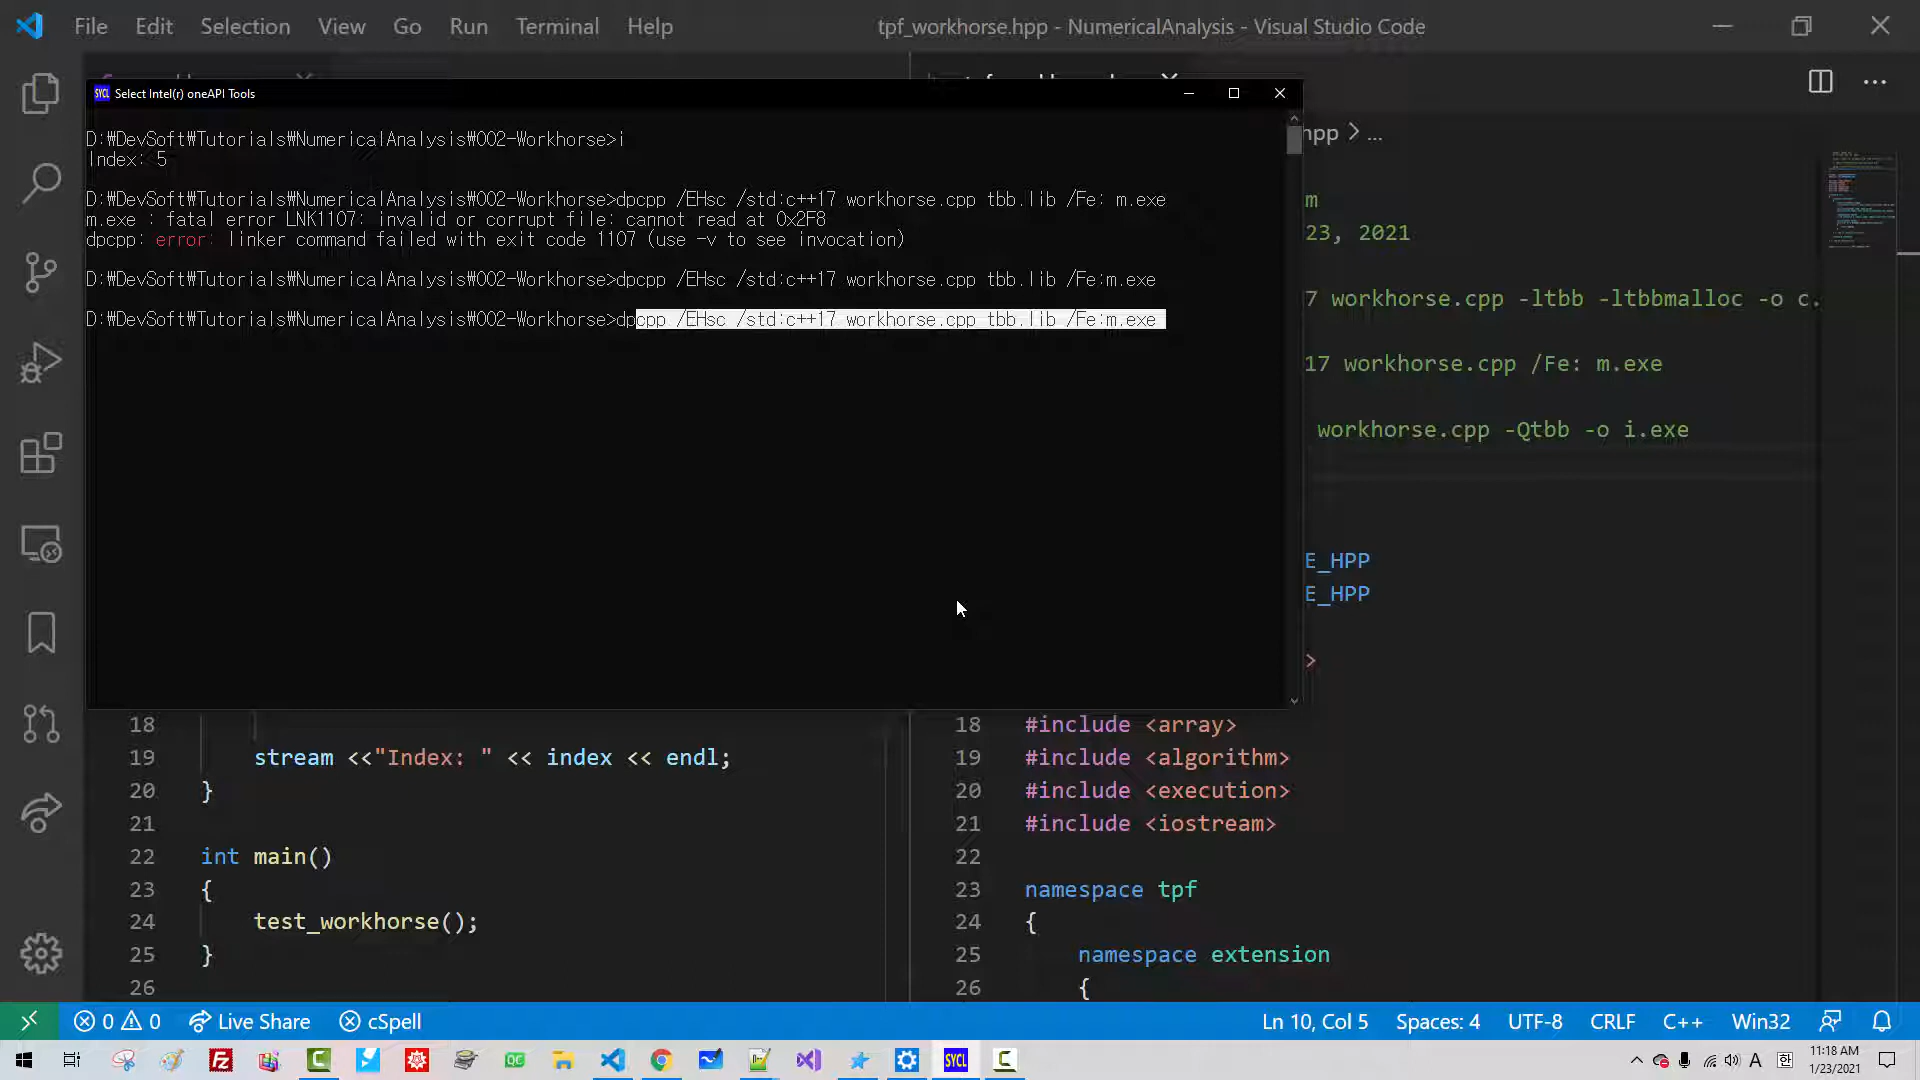 File Edit Selection View Go Run Terminal Help
tpf_workhorse.hpp - NumericalAnalysis - Visual Studio Code
SYCL Select Intel(r) oneAPI Tools
D:₩DevSoft₩Tutorials₩NumericalAnalysis₩002-Workhorse>i
Index: 5
D:₩DevSoft₩Tutorials₩NumericalAnalysis₩002-Workhorse>dpcpp /EHsc /std:c++17 workhorse.cpp tbb.lib /Fe: m.exe
m.exe : fatal error LNK1107: invalid or corrupt file: cannot read at 0x2F8
dpcpp: error: linker command failed with exit code 1107 (use -v to see invocation)
D:₩DevSoft₩Tutorials₩NumericalAnalysis₩002-Workhorse>dpcpp /EHsc /std:c++17 workhorse.cpp tbb.lib /Fe:m.exe
D:₩DevSoft₩Tutorials₩NumericalAnalysis₩002-Workhorse>dpcpp /EHsc /std:c++17 workhorse.cpp tbb.lib /Fe:m.exe
18
19 stream <<"Index: " << index << endl;
20 }
21
22 int main()
23 {
24 test_workhorse();
25 }
26
hpp > ...
m
23, 2021
7 workhorse.cpp -ltbb -ltbbmalloc -o c.
17 workhorse.cpp /Fe: m.exe
workhorse.cpp -Qtbb -o i.exe
E_HPP
E_HPP
>
18 #include <array>
19 #include <algorithm>
20 #include <execution>
21 #include <iostream>
22
23 namespace tpf
24 {
25 namespace extension
26 {
0 0 Live Share cSpell
Ln 10, Col 5 Spaces: 4 UTF-8 CRLF C++ Win32
SYCL
A 한 11:18 AM
1/23/2021